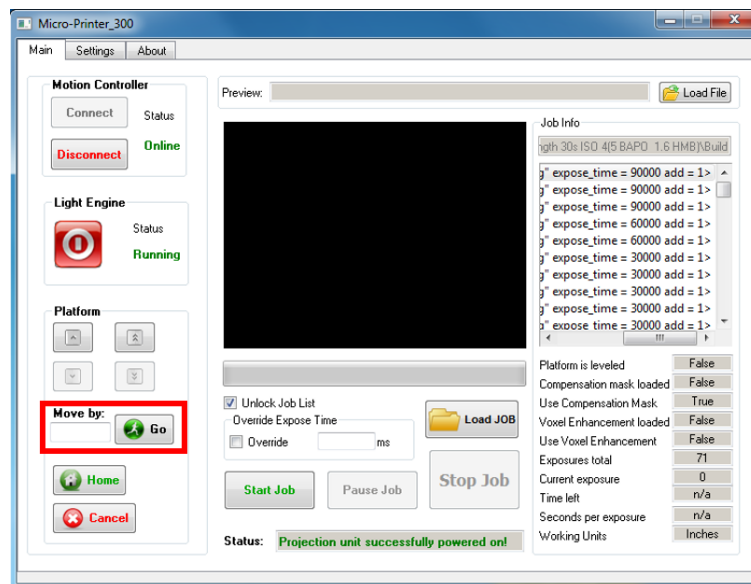 Micro-Printer_300
Main Settings About
Motion Controller
Connect
Status
Disconnect
Online
Light Engine
Status
Running
Platform
Move by:
Go
Home
Cancel
Preview:
Load File
Unlock Job List
Override Expose Time
Override ms
Load JOB
Start Job
Pause Job
Stop Job
Status: Projection unit successfully powered on!
Job Info
ngth 30s ISO 4(5 BAPO 1.6 HMB)\Build
g" expose_time = 90000 add = 1>
g" expose_time = 90000 add = 1>
g" expose_time = 90000 add = 1>
g" expose_time = 60000 add = 1>
g" expose_time = 60000 add = 1>
g" expose_time = 30000 add = 1>
g" expose_time = 30000 add = 1>
g" expose_time = 30000 add = 1>
g" expose_time = 30000 add = 1>
g" expose_time = 30000 add = 1>
Platform is leveled False
Compensation mask loaded False
Use Compensation Mask True
Voxel Enhancement loaded False
Use Voxel Enhancement False
Exposures total 71
Current exposure 0
Time left n/a
Seconds per exposure n/a
Working Units Inches